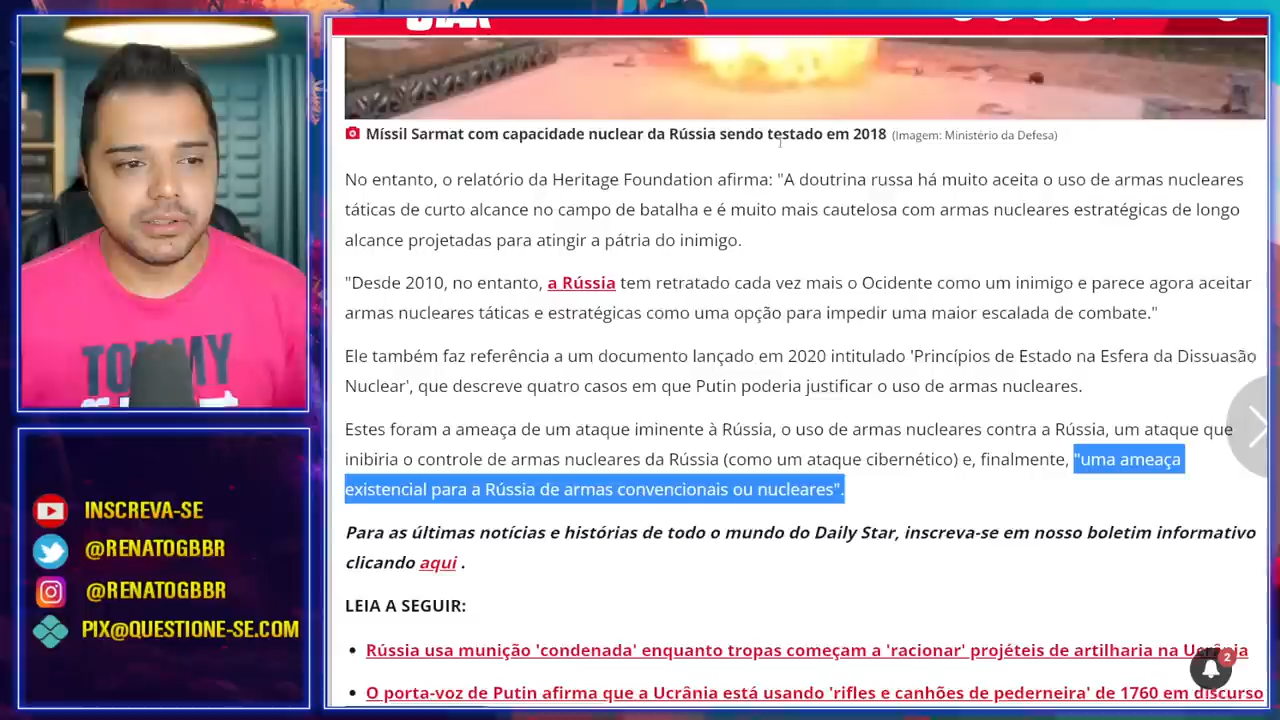 STAR
Míssil Sarmat com capacidade nuclear da Rússia sendo testado em 2018 (Imagem: Ministério da Defesa)
No entanto, o relatório da Heritage Foundation afirma: "A doutrina russa há muito aceita o uso de armas nucleares
táticas de curto alcance no campo de batalha e é muito mais cautelosa com armas nucleares estratégicas de longo
alcance projetadas para atingir a pátria do inimigo.
"Desde 2010, no entanto, a Rússia tem retratado cada vez mais o Ocidente como um inimigo e parece agora aceitar
armas nucleares táticas e estratégicas como uma opção para impedir uma maior escalada de combate."
Ele também faz referência a um documento lançado em 2020 intitulado 'Princípios de Estado na Esfera da Dissuasão
Nuclear', que descreve quatro casos em que Putin poderia justificar o uso de armas nucleares.
Estes foram a ameaça de um ataque iminente à Rússia, o uso de armas nucleares contra a Rússia, um ataque que
inibiria o controle de armas nucleares da Rússia (como um ataque cibernético) e, finalmente, "uma ameaça
existencial para a Rússia de armas convencionais ou nucleares".
Para as últimas notícias e histórias de todo o mundo do Daily Star, inscreva-se em nosso boletim informativo
clicando aqui .
LEIA A SEGUIR:
Rússia usa munição 'condenada' enquanto tropas começam a 'racionar' projéteis de artilharia na Ucrânia
O porta-voz de Putin afirma que a Ucrânia está usando 'rifles e canhões de pederneira' de 1760 em discurso
2
TOMMY
INSCREVA-SE
@RENATOGBBR
@RENATOGBBR
PIX@QUESTIONE-SE.COM